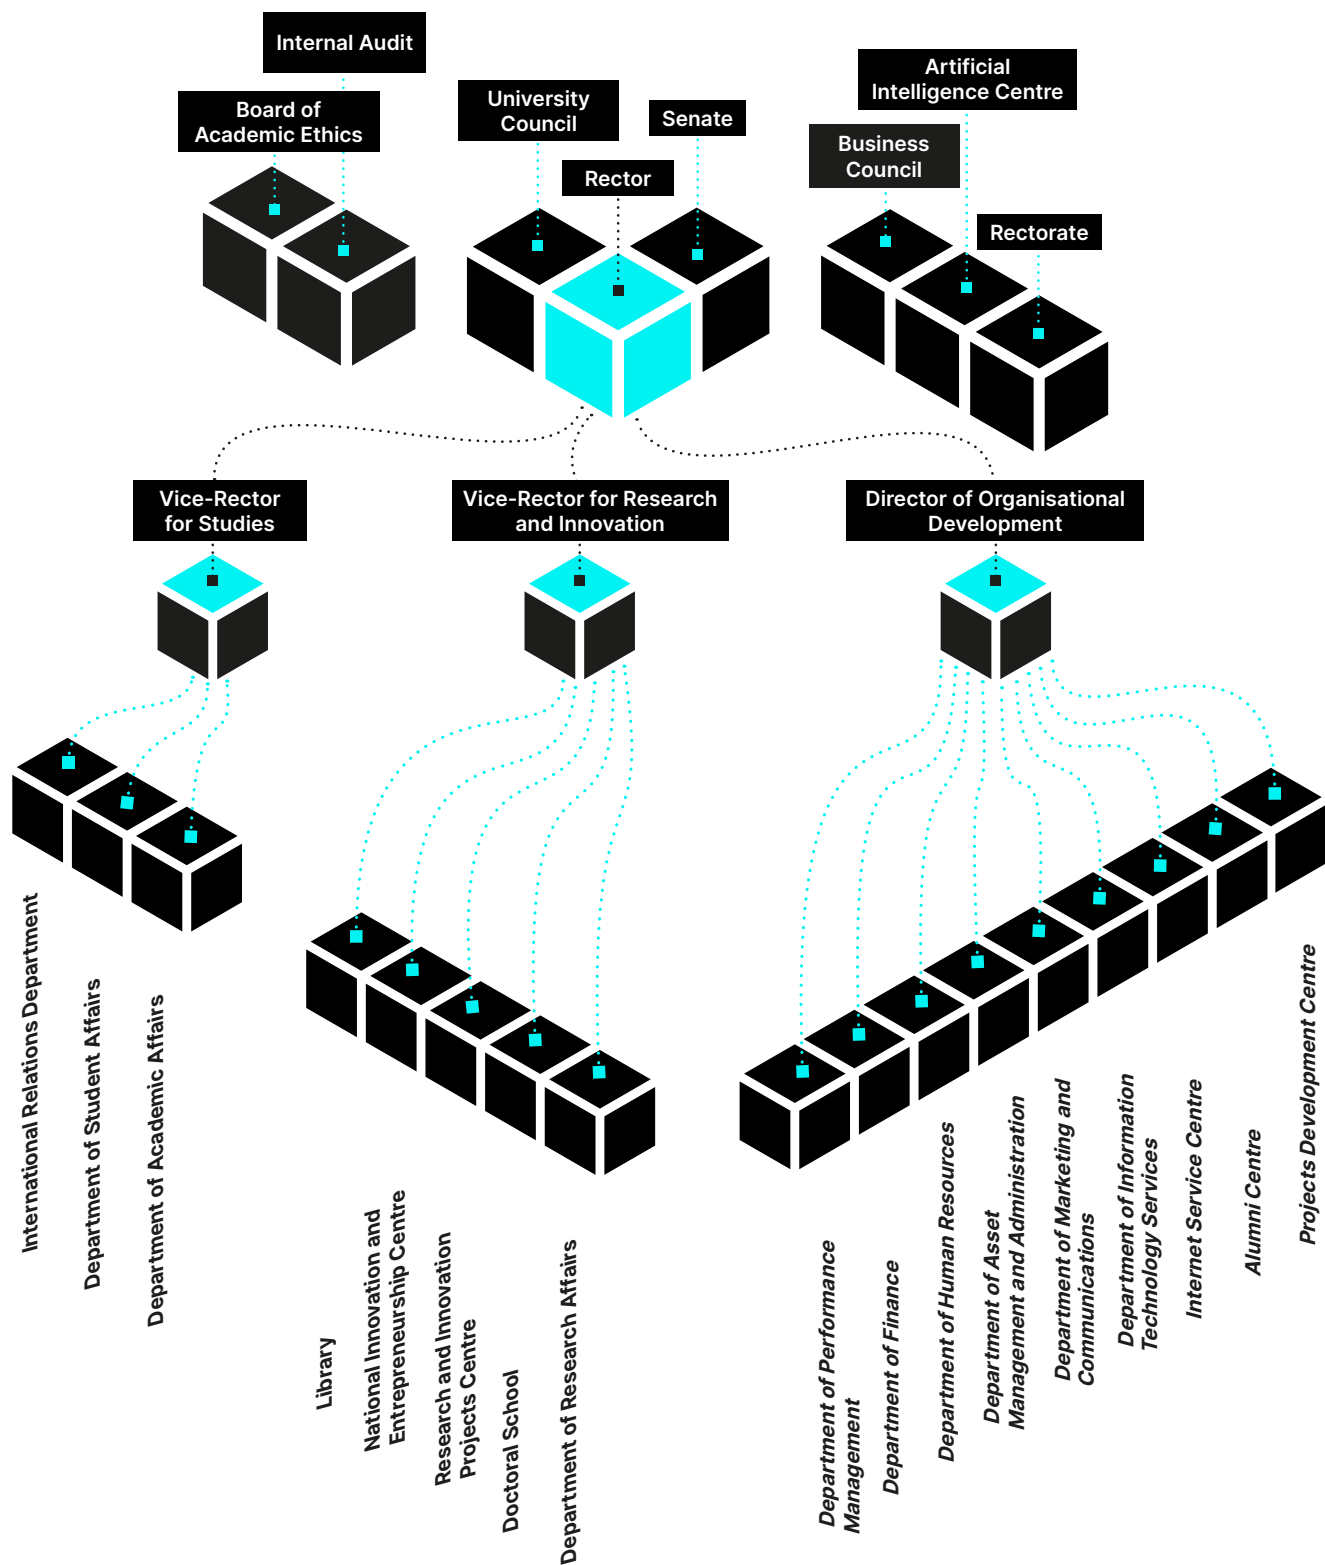 Internal Audit
Board of
Academic Ethics
University
Council
Senate
Rector
Artificial
Intelligence Centre
Business
Council
Rectorate
Vice-Rector
for Studies
Vice-Rector for Research
and Innovation
Director of Organisational
Development
International Relations Department
Department of Student Affairs
Department of Academic Affairs
Library
National Innovation and
Entrepreneurship Centre
Research and Innovation
Projects Centre
Doctoral School
Department of Research Affairs
Department of Performance
Management
Department of Finance
Department of Human Resources
Department of Asset
Management and Administration
Department of Marketing and
Communications
Department of Information
Technology Services
Internet Service Centre
Alumni Centre
Projects Development Centre